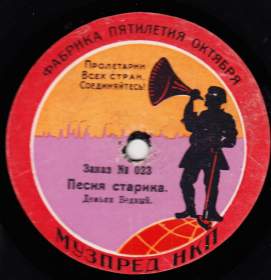 ФАБРИКА ПЯТИЛЕТИЯ ОКТЯБРЯ
Пролетарии
Всех стран,
Соединяйтесь!
Заказ № 023
Песня старика.
Демьян Бедный.
МУЗПРЕД НКП